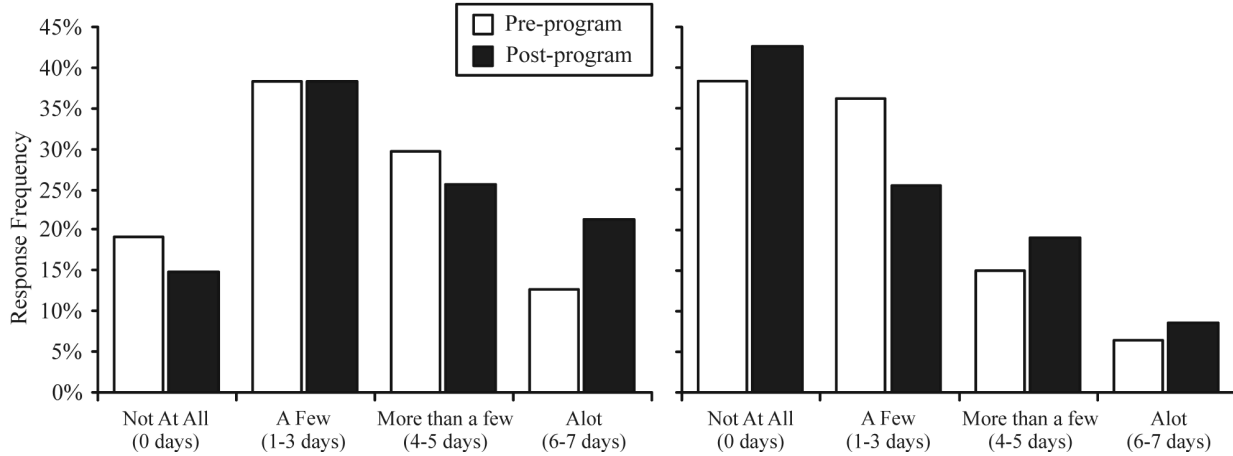 Pre-program
Post-program
Response Frequency
45%
40%
35%
30%
25%
20%
15%
10%
5%
0%
Not At All
(0 days)
A Few
(1-3 days)
More than a few
(4-5 days)
Alot
(6-7 days)
Not At All
(0 days)
A Few
(1-3 days)
More than a few
(4-5 days)
Alot
(6-7 days)